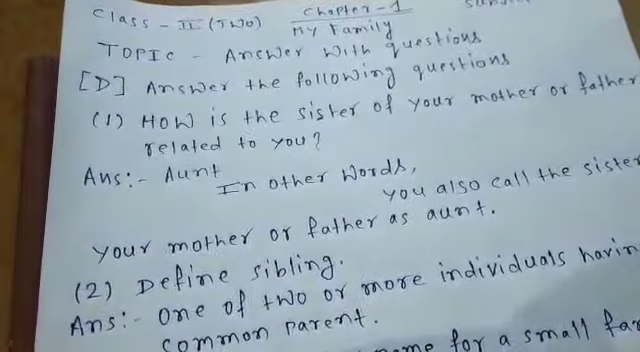 Class - II (Two) Chapter-1
My Family
TOPIC - Answer with questions
[D] Answer the following questions
(1) How is the sister of your mother or father
related to you?
Ans:- Aunt
In other words,
you also call the sister
your mother or father as aunt.
(2) Define sibling.
Ans:- One of two or more individuals
common parent.
for a small